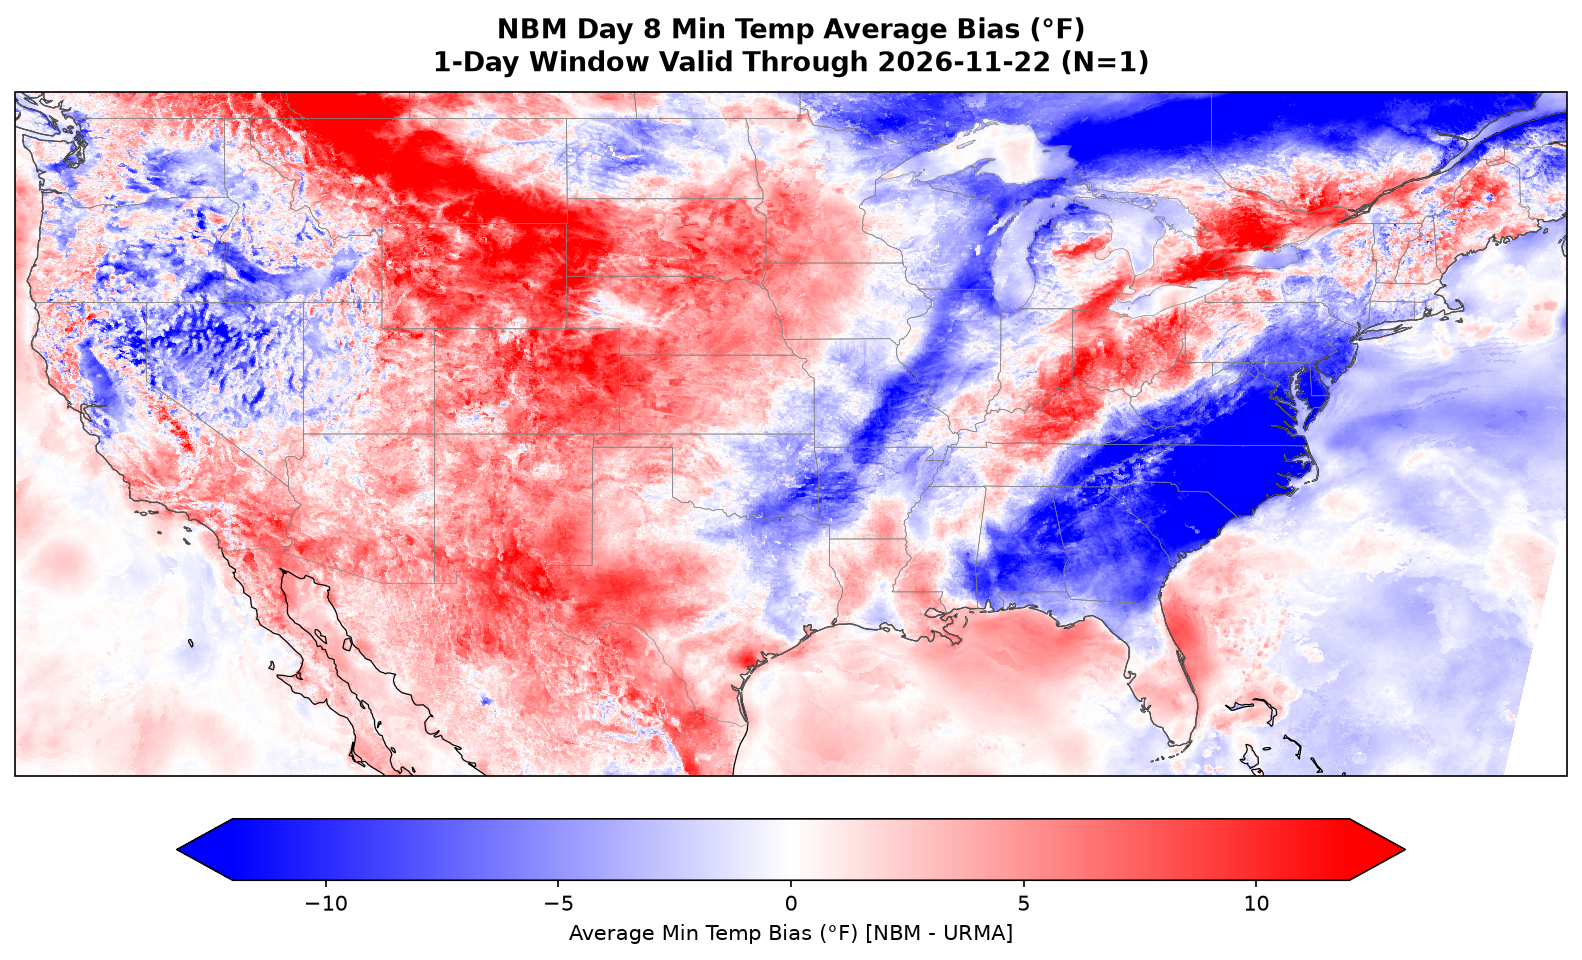 NBM Day 8 Min Temp Average Bias (°F)
1-Day Window Valid Through 2026-11-22 (N=1)
−10 −5 0 5 10
Average Min Temp Bias (°F) [NBM - URMA]